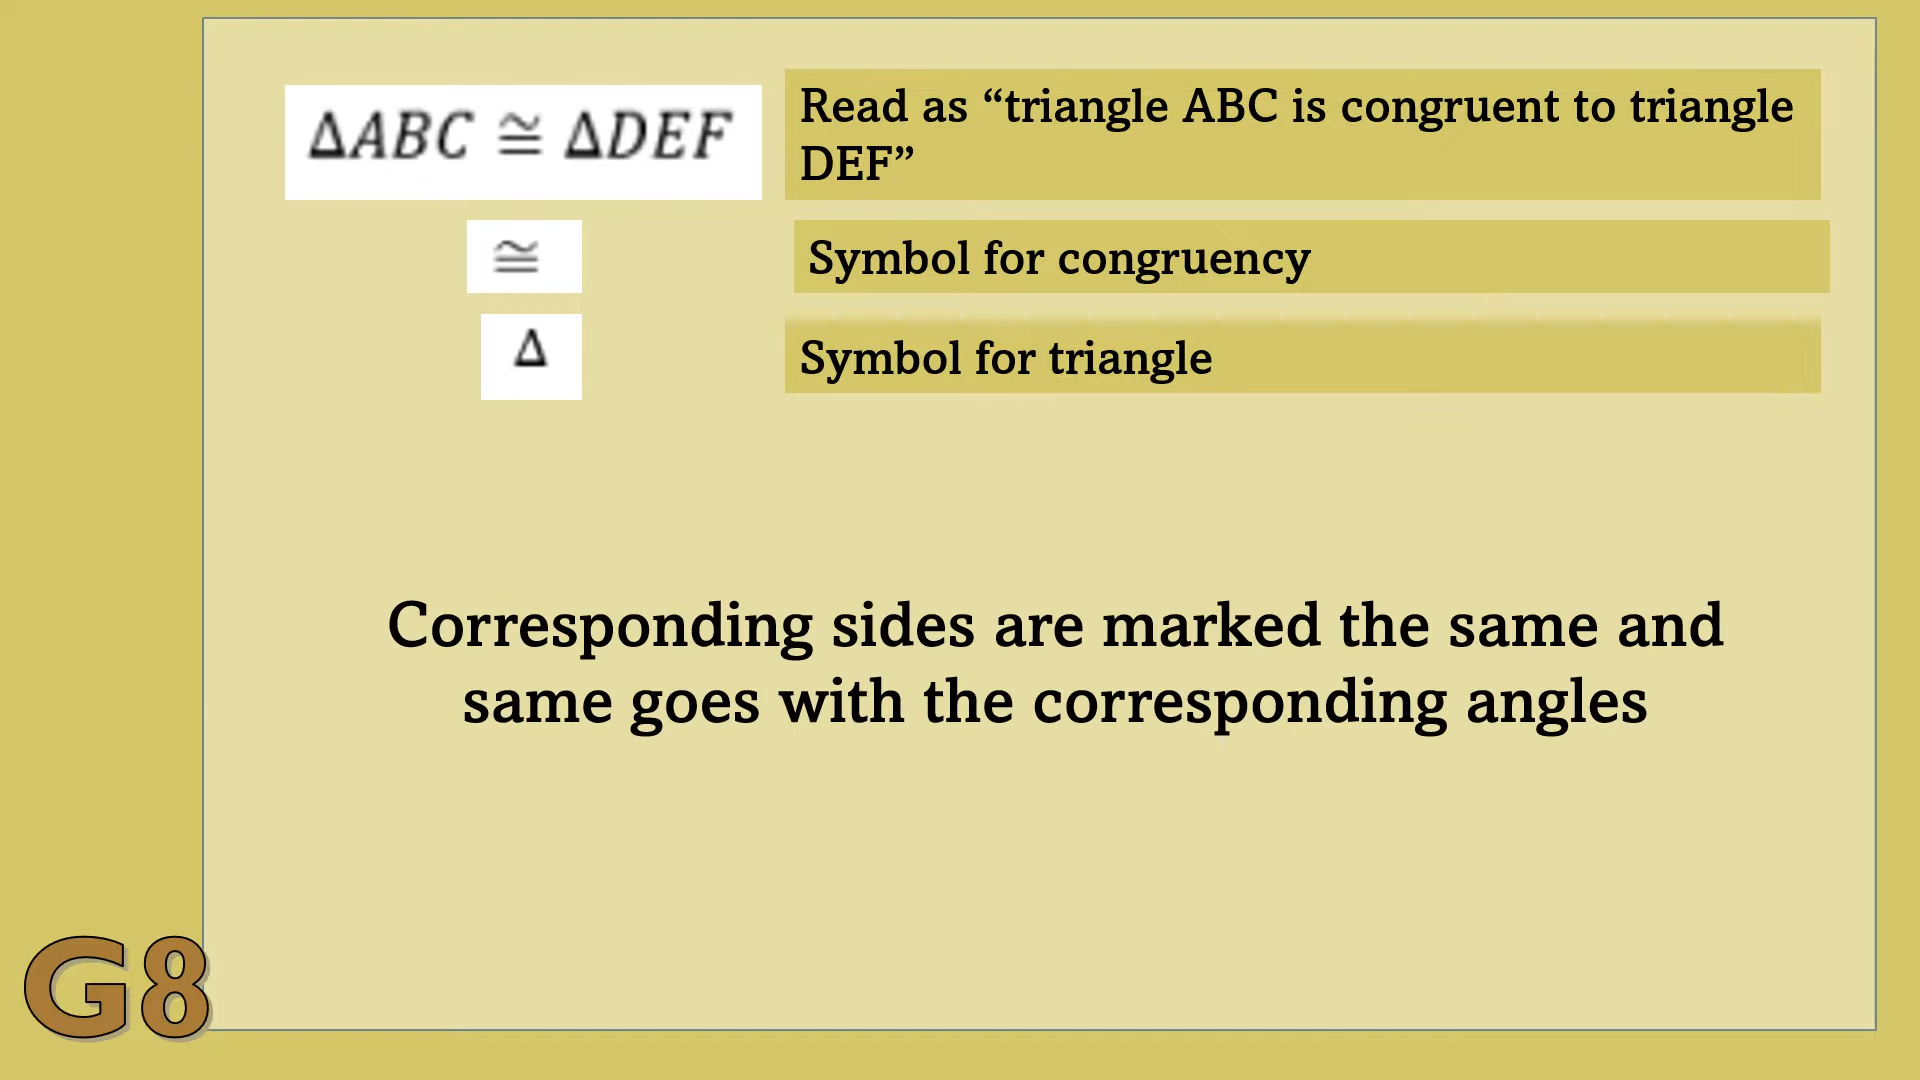 ΔABC ≅ ΔDEF
Read as “triangle ABC is congruent to triangle
DEF”
≅
Symbol for congruency
Δ
Symbol for triangle
Corresponding sides are marked the same and
same goes with the corresponding angles
G8